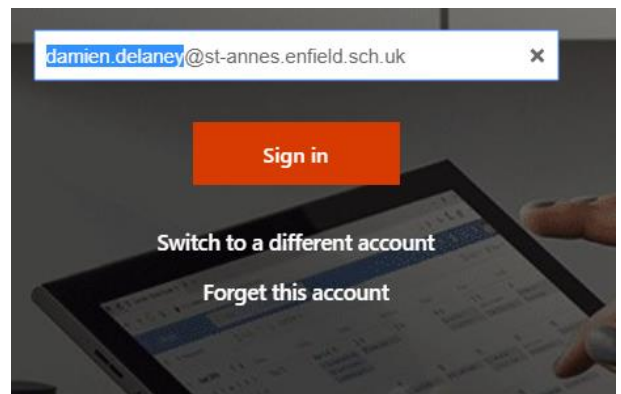 damien.delaney@st-annes.enfield.sch.uk ×
Sign in
Switch to a different account
Forget this account